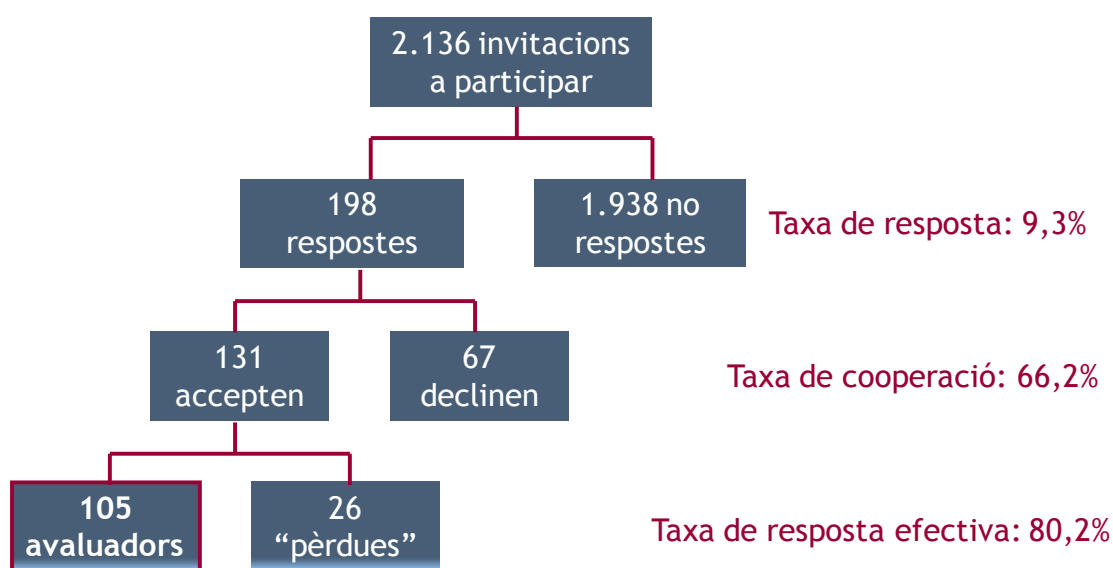 2.136 invitacions
a participar
198
respostes
1.938 no
respostes
Taxa de resposta: 9,3%
131
accepten
67
declinen
Taxa de cooperació: 66,2%
105
avaluadors
26
“pèrdues”
Taxa de resposta efectiva: 80,2%